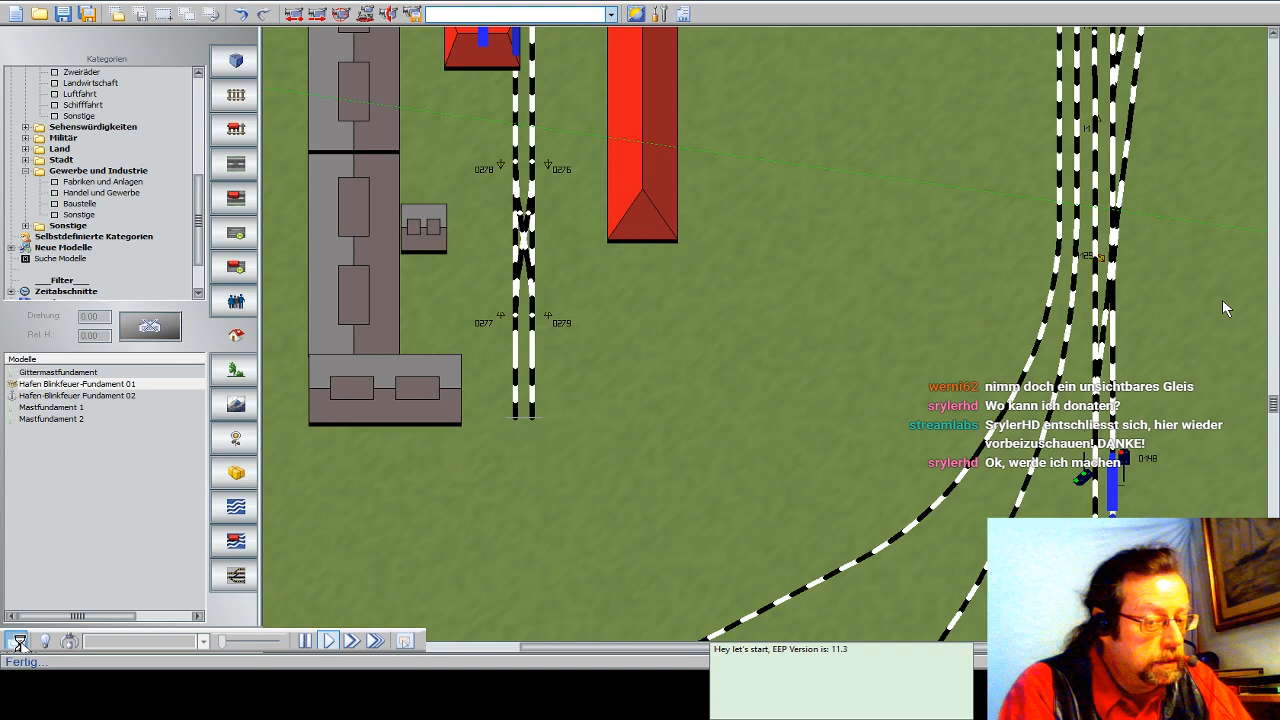 Kategorien
Zweiräder
Landwirtschaft
Luftfahrt
Schifffahrt
Sonstige
Sehenswürdigkeiten
Militär
Land
Stadt
Gewerbe und Industrie
Fabriken und Anlagen
Handel und Gewerbe
Baustelle
Sonstige
Sonstige
Selbstdefinierte Kategorien
Neue Modelle
Suche Modelle
___Filter___
Zeitabschnitte
Drehung: 0.00
Rel. H.: 0.00
Modelle
Gittermastfundament
Hafen Blinkfeuer-Fundament 01
Hafen-Blinkfeuer Fundament 02
Mastfundament 1
Mastfundament 2
Fertig...
0278
0276
0277
0279
0148
werni62 nimm doch ein unsichtbares Gleis
srylerhd Wo kann ich donaten?
streamlabs SrylerHD entschliesst sich, hier wieder
vorbeizuschauen! DANKE!
srylerhd Ok, werde ich machen
Hey let's start, EEP Version is: 11.3